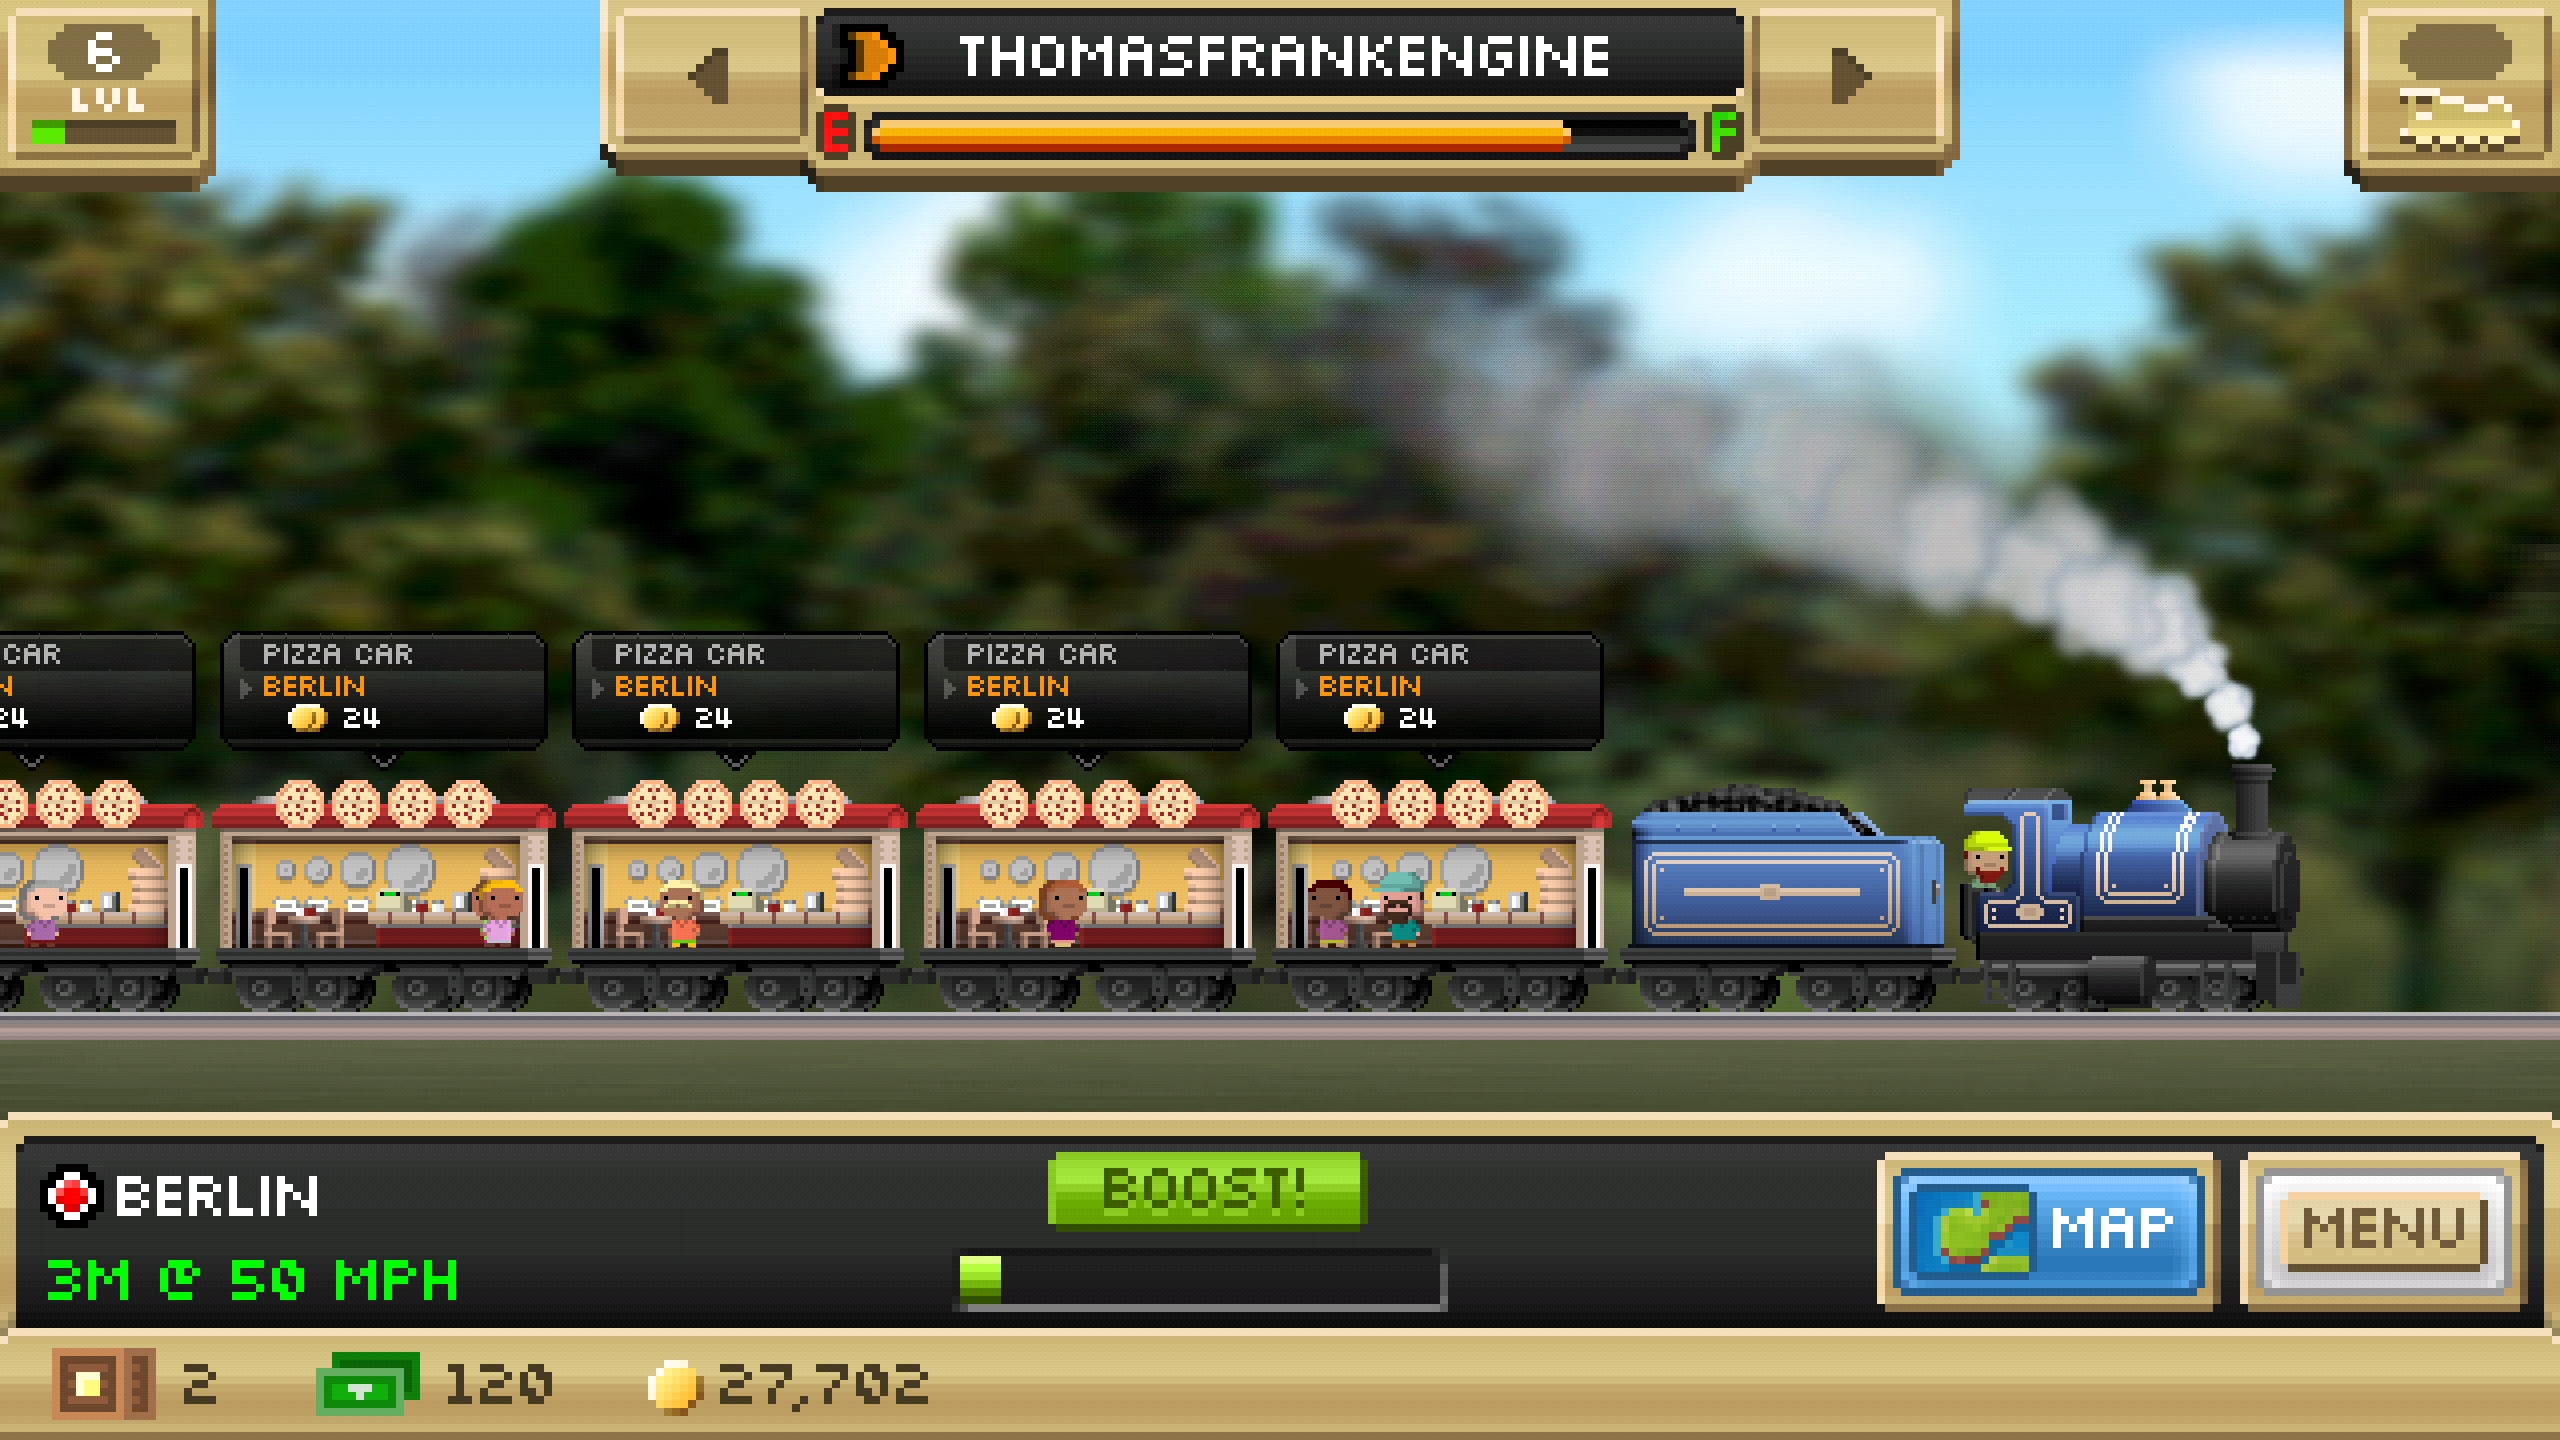 6
LVL
THOMASFRANKENGINE
E F
CAR
24
PIZZA CAR
BERLIN
24
PIZZA CAR
BERLIN
24
PIZZA CAR
BERLIN
24
PIZZA CAR
BERLIN
24
BERLIN
3M @ 50 MPH
BOOST!
MAP
MENU
2 120 27,702